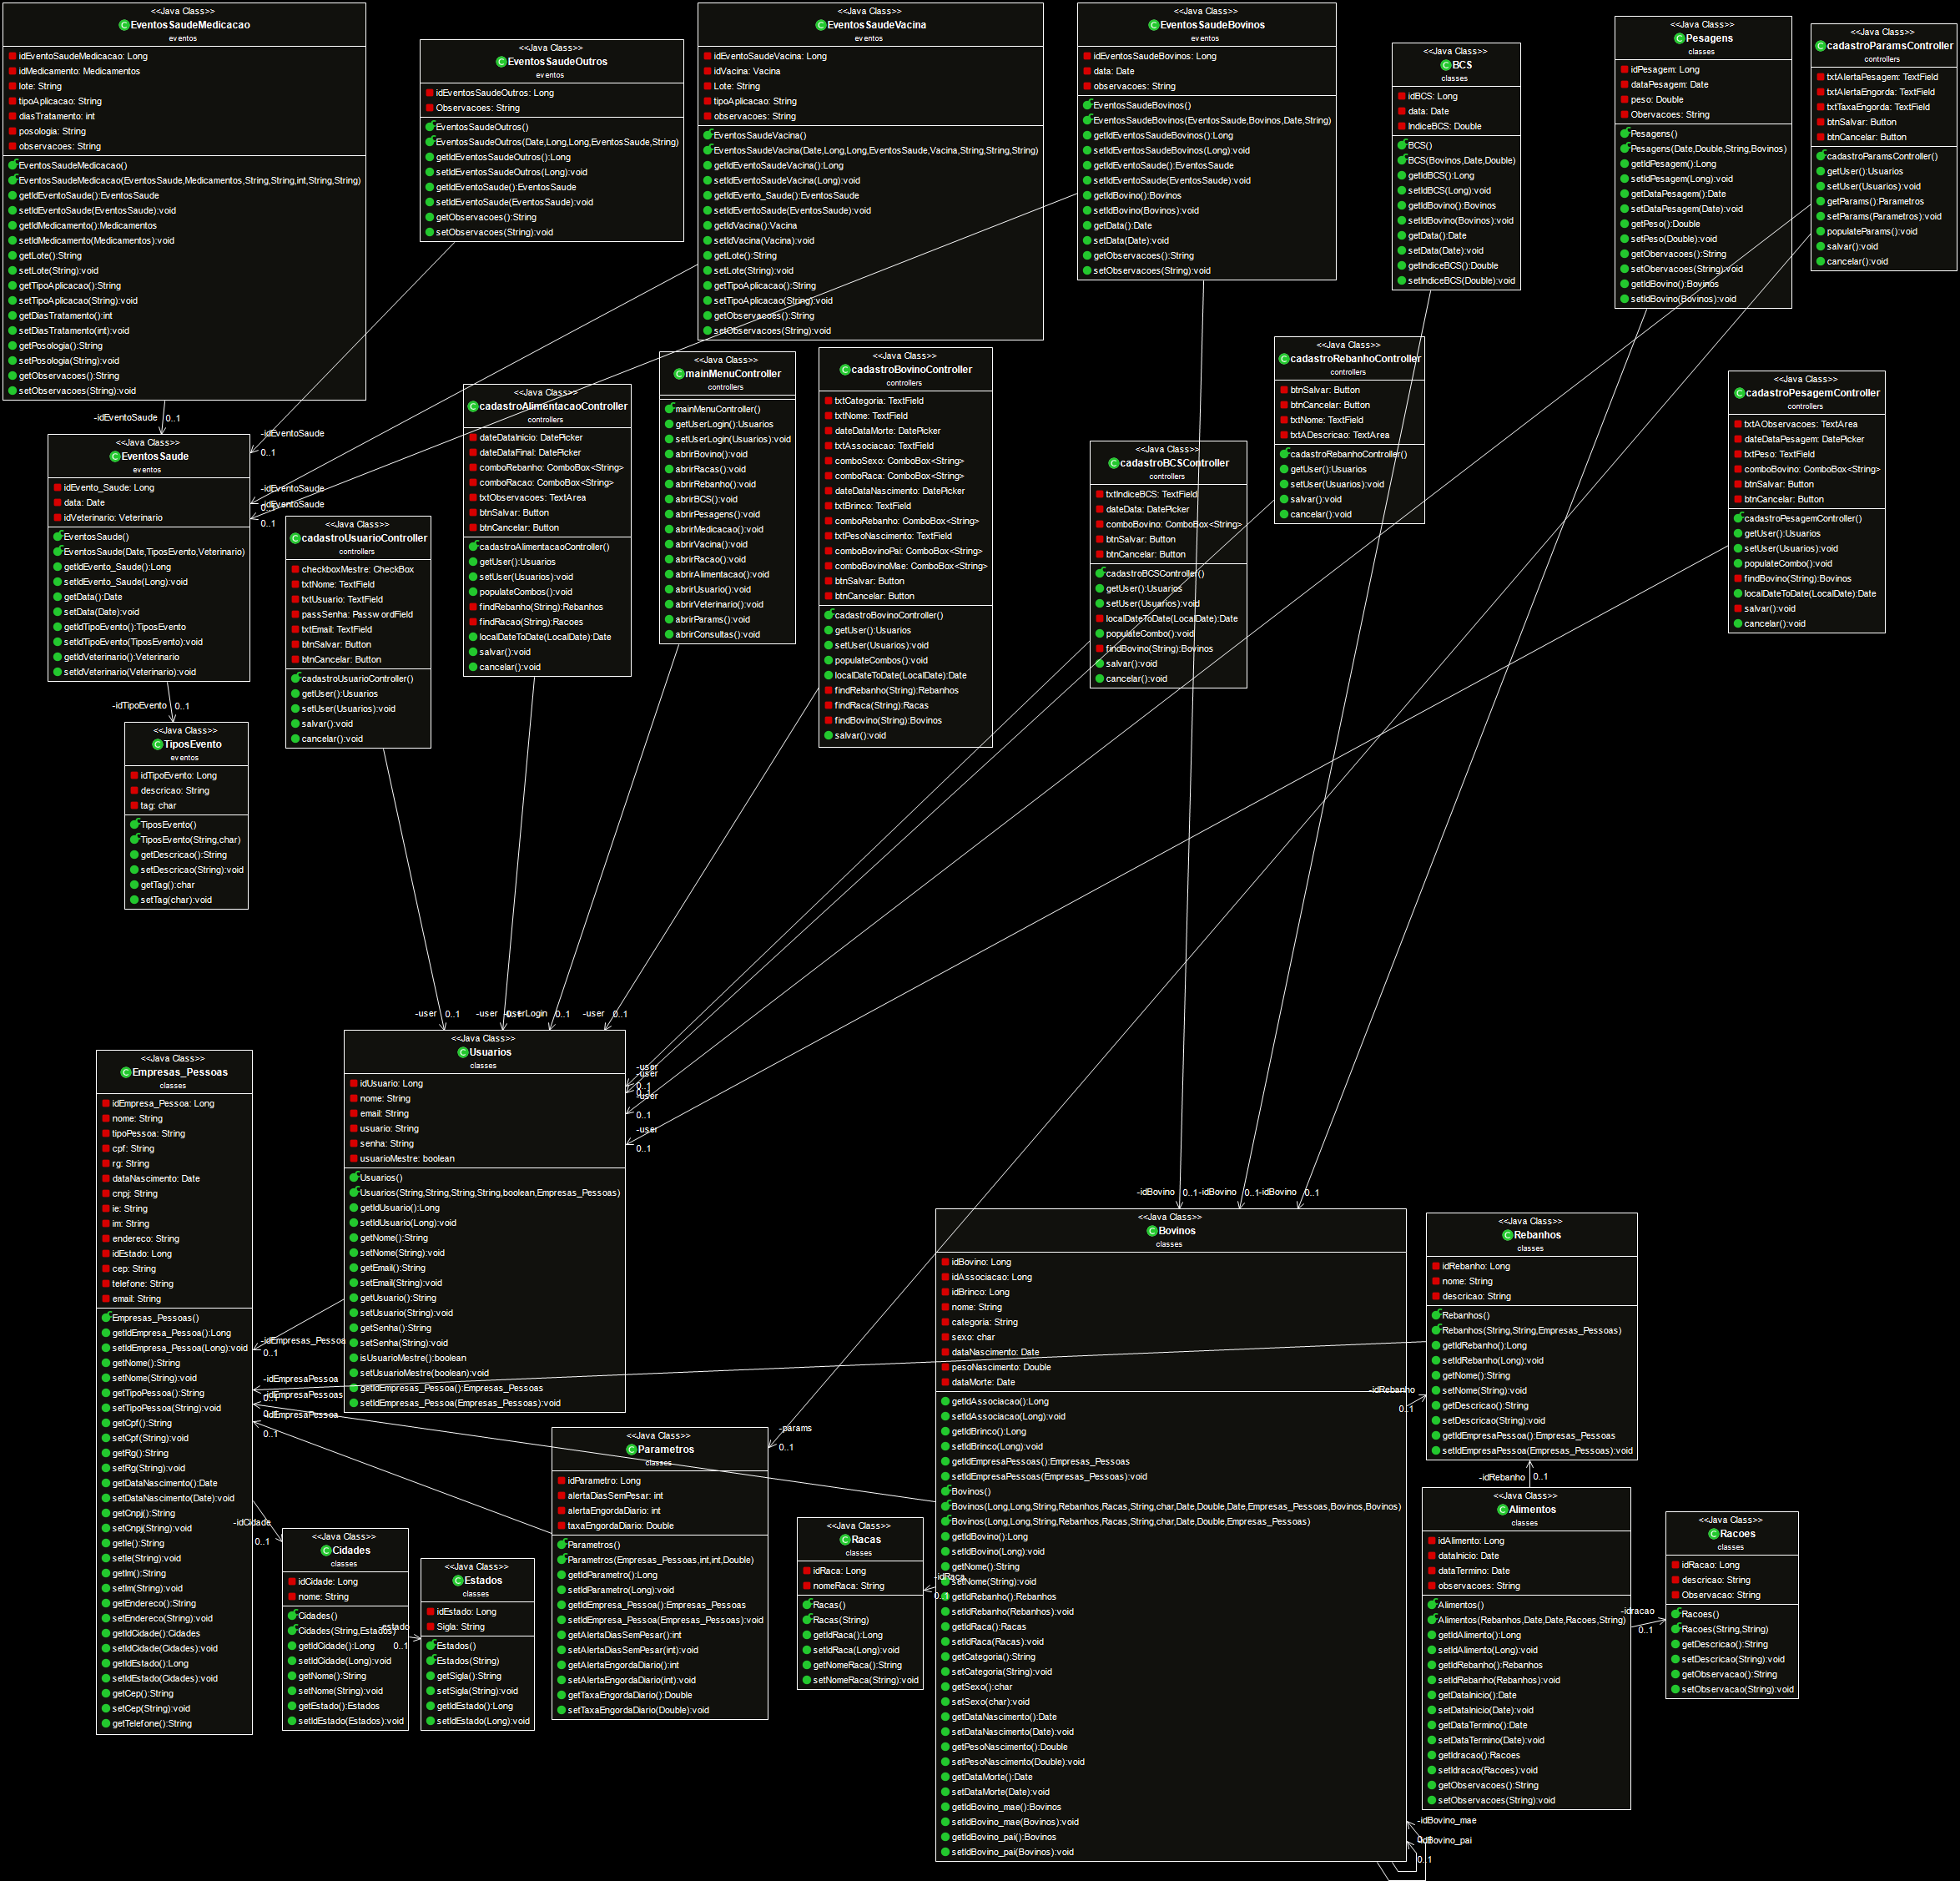 <<Java Class>>
EventosSaudeMedicacao
eventos
idEventoSaudeMedicacao: Long
idMedicamento: Medicamentos
lote: String
tipoAplicacao: String
diasTratamento: int
posologia: String
observacoes: String
EventosSaudeMedicacao()
EventosSaudeMedicacao(EventosSaude,Medicamentos,String,String,int,String,String)
getIdEventoSaude():EventosSaude
setIdEventoSaude(EventosSaude):void
getIdMedicamento():Medicamentos
setIdMedicamento(Medicamentos):void
getLote():String
setLote(String):void
getTipoAplicacao():String
setTipoAplicacao(String):void
getDiasTratamento():int
setDiasTratamento(int):void
getPosologia():String
setPosologia(String):void
getObservacoes():String
setObservacoes(String):void
<<Java Class>>
EventosSaudeOutros
eventos
idEventosSaudeOutros: Long
Observacoes: String
EventosSaudeOutros()
EventosSaudeOutros(Date,Long,Long,EventosSaude,String)
getIdEventosSaudeOutros():Long
setIdEventosSaudeOutros(Long):void
getIdEventoSaude():EventosSaude
setIdEventoSaude(EventosSaude):void
getObservacoes():String
setObservacoes(String):void
<<Java Class>>
EventosSaudeVacina
eventos
idEventoSaudeVacina: Long
idVacina: Vacina
Lote: String
tipoAplicacao: String
observacoes: String
EventosSaudeVacina()
EventosSaudeVacina(Date,Long,Long,EventosSaude,Vacina,String,String,String)
getIdEventoSaudeVacina():Long
setIdEventoSaudeVacina(Long):void
getIdEvento_Saude():EventosSaude
setIdEventoSaude(EventosSaude):void
getIdVacina():Vacina
setIdVacina(Vacina):void
getLote():String
setLote(String):void
getTipoAplicacao():String
setTipoAplicacao(String):void
getObservacoes():String
setObservacoes(String):void
<<Java Class>>
EventosSaudeBovinos
eventos
idEventosSaudeBovinos: Long
data: Date
observacoes: String
EventosSaudeBovinos()
EventosSaudeBovinos(EventosSaude,Bovinos,Date,String)
getIdEventosSaudeBovinos():Long
setIdEventosSaudeBovinos(Long):void
getIdEventoSaude():EventosSaude
setIdEventosSaude(EventosSaude):void
getIdBovino():Bovinos
setIdBovino(Bovinos):void
getData():Date
setData(Date):void
getObservacoes():String
setObservacoes(String):void
<<Java Class>>
BCS
classes
idBCS: Long
data: Date
IndiceBCS: Double
BCS()
BCS(Bovinos,Date,Double)
getIdBCS():Long
setIdBCS(Long):void
getIdBovino():Bovinos
setIdBovino(Bovinos):void
getData():Date
setData(Date):void
getIndiceBCS():Double
setIndiceBCS(Double):void
<<Java Class>>
Pesagens
classes
idPesagem: Long
dataPesagem: Date
peso: Double
Obervacoes: String
Pesagens()
Pesagens(Date,Double,String,Bovinos)
getIdPesagem():Long
setIdPesagem(Long):void
getDataPesagem():Date
setDataPesagem(Date):void
getPeso():Double
setPeso(Double):void
getObervacoes():String
setObervacoes(String):void
getIdBovino():Bovinos
setIdBovino(Bovinos):void
<<Java Class>>
cadastroParamsController
controllers
txtAlertaPesagem: TextField
txtAlertaEngorda: TextField
txtTaxaEngorda: TextField
btnSalvar: Button
btnCancelar: Button
cadastroParamsController()
getUser():Usuarios
setUser(Usuarios):void
getParams():Parametros
setParams(Parametros):void
populateParams():void
salvar():void
cancelar():void
-idEventoSaude 0..1
-idEventoSaude
0..1
-idEventoSaude
-idEventoSaude
0..1
<<Java Class>>
EventosSaude
eventos
idEvento_Saude: Long
data: Date
idVeterinario: Veterinario
EventosSaude()
EventosSaude(Date,TiposEvento,Veterinario)
getIdEvento_Saude():Long
setIdEvento_Saude(Long):void
getData():Date
setData(Date):void
getIdTipoEvento():TiposEvento
setIdTipoEvento(TiposEvento):void
getIdVeterinario():Veterinario
setIdVeterinario(Veterinario):void
-idTipoEvento 0..1
<<Java Class>>
TiposEvento
eventos
idTipoEvento: Long
descricao: String
tag: char
TiposEvento()
TiposEvento(String,char)
getDescricao():String
setDescricao(String):void
getTag():char
setTag(char):void
<<Java Class>>
cadastroUsuarioController
controllers
checkboxMestre: CheckBox
txtNome: TextField
txtUsuario: TextField
passSenha: PasswordField
txtEmail: TextField
btnSalvar: Button
btnCancelar: Button
cadastroUsuarioController()
getUser():Usuarios
setUser(Usuarios):void
salvar():void
cancelar():void
<<Java Class>>
cadastroAlimentacaoController
controllers
dateDataInicio: DatePicker
dateDataFinal: DatePicker
comboRebanho: ComboBox<String>
comboRacao: ComboBox<String>
txtObservacoes: TextArea
btnSalvar: Button
btnCancelar: Button
cadastroAlimentacaoController()
getUser():Usuarios
setUser(Usuarios):void
populateCombos():void
findRebanho(String):Rebanhos
findRacao(String):Racoes
localDateToDate(LocalDate):Date
salvar():void
cancelar():void
<<Java Class>>
mainMenuController
controllers
mainMenuController()
getUserLogin():Usuarios
setUserLogin(Usuarios):void
abrirBovino():void
abrirRacas():void
abrirRebanho():void
abrirBCS():void
abrirPesagens():void
abrirMedicacao():void
abrirVacina():void
abrirRacao():void
abrirAlimentacao():void
abrirUsuario():void
abrirVeterinario():void
abrirParams():void
abrirConsultas():void
<<Java Class>>
cadastroBovinoController
controllers
txtCategoria: TextField
txtNome: TextField
dateDataMorte: DatePicker
txtAssociacao: TextField
comboSexo: ComboBox<String>
comboRaca: ComboBox<String>
dateDataNascimento: DatePicker
txtBrinco: TextField
comboRebanho: ComboBox<String>
txtPesoNascimento: TextField
comboBovinoPai: ComboBox<String>
comboBovinoMae: ComboBox<String>
btnSalvar: Button
btnCancelar: Button
cadastroBovinoController()
getUser():Usuarios
setUser(Usuarios):void
populateCombos():void
localDateToDate(LocalDate):Date
findRebanho(String):Rebanhos
findRaca(String):Racas
findBovino(String):Bovinos
salvar():void
<<Java Class>>
cadastroBCSController
controllers
txtIndiceBCS: TextField
dateData: DatePicker
comboBovino: ComboBox<String>
btnSalvar: Button
btnCancelar: Button
cadastroBCSController()
getUser():Usuarios
setUser(Usuarios):void
localDateToDate(LocalDate):Date
populateCombo():void
findBovino(String):Bovinos
salvar():void
cancelar():void
<<Java Class>>
cadastroRebanhoController
controllers
btnSalvar: Button
btnCancelar: Button
txtNome: TextField
txtADescricao: TextArea
cadastroRebanhoController()
getUser():Usuarios
setUser(Usuarios):void
salvar():void
cancelar():void
<<Java Class>>
cadastroPesagemController
controllers
txtAObservacoes: TextArea
dateDataPesagem: DatePicker
txtPeso: TextField
comboBovino: ComboBox<String>
btnSalvar: Button
btnCancelar: Button
cadastroPesagemController()
getUser():Usuarios
setUser(Usuarios):void
populateCombo():void
findBovino(String):Bovinos
localDateToDate(LocalDate):Date
salvar():void
cancelar():void
-user 0..1
-user
0..1
-user 0..1
<<Java Class>>
Usuarios
classes
idUsuario: Long
nome: String
email: String
usuario: String
senha: String
usuarioMestre: boolean
Usuarios()
Usuarios(String,String,String,String,boolean,Empresas_Pessoas)
getIdUsuario():Long
setIdUsuario(Long):void
getNome():String
setNome(String):void
getEmail():String
setEmail(String):void
getUsuario():String
setUsuario(String):void
getSenha():String
setSenha(String):void
isUsuarioMestre():boolean
setUsuarioMestre(boolean):void
getIdEmpresas_Pessoa():Empresas_Pessoas
setIdEmpresas_Pessoa(Empresas_Pessoas):void
-user
-user
0..1
-user
0..1
-user
0..1
<<Java Class>>
Empresas_Pessoas
classes
idEmpresa_Pessoa: Long
nome: String
tipoPessoa: String
cpf: String
rg: String
dataNascimento: Date
cnpj: String
ie: String
im: String
endereco: String
idEstado: Long
cep: String
telefone: String
email: String
Empresas_Pessoas()
getIdEmpresa_Pessoa():Long
setIdEmpresa_Pessoa(Long):void
getNome():String
setNome(String):void
getTipoPessoa():String
setTipoPessoa(String):void
getCpf():String
setCpf(String):void
getRg():String
setRg(String):void
getDataNascimento():Date
setDataNascimento(Date):void
getCnpj():String
setCnpj(String):void
getIe():String
setIe(String):void
getIm():String
setIm(String):void
getEndereco():String
setEndereco(String):void
getIdCidade():Cidades
setIdCidade(Cidades):void
getIdEstado():Long
setIdEstado(Cidades):void
getCep():String
setCep(String):void
getTelefone():String
-idEmpresas_Pessoa
0..1
-idEmpresaPessoa
-idEmpresaPessoas
-idEmpresaPessoa
0..1
-idCidade
0..1
<<Java Class>>
Cidades
classes
idCidade: Long
nome: String
Cidades()
Cidades(String,Estados)
getIdCidade():Long
setIdCidade(Long):void
getNome():String
setNome(String):void
getEstado():Estados
setIdEstado(Estados):void
-estado
0..1
<<Java Class>>
Estados
classes
idEstado: Long
Sigla: String
Estados()
Estados(String)
getSigla():String
setSigla(String):void
getIdEstado():Long
setIdEstado(Long):void
-params
0..1
<<Java Class>>
Parametros
classes
idParametro: Long
alertaDiasSemPesar: int
alertaEngordaDiario: int
taxaEngordaDiario: Double
Parametros()
Parametros(Empresas_Pessoas,int,int,Double)
getIdParametro():Long
setIdParametro(Long):void
getIdEmpresa_Pessoa():Empresas_Pessoas
setIdEmpresa_Pessoa(Empresas_Pessoas):void
getAlertaDiasSemPesar():int
setAlertaDiasSemPesar(int):void
getAlertaEngordaDiario():int
setAlertaEngordaDiario(int):void
getTaxaEngordaDiario():Double
setTaxaEngordaDiario(Double):void
<<Java Class>>
Racas
classes
idRaca: Long
nomeRaca: String
Racas()
Racas(String)
getIdRaca():Long
setIdRaca(Long):void
getNomeRaca():String
setNomeRaca(String):void
-idRaca
0..1
-idBovino 0..1
-idBovino 0..1
-idBovino 0..1
<<Java Class>>
Bovinos
classes
idBovino: Long
idAssociacao: Long
idBrinco: Long
nome: String
categoria: String
sexo: char
dataNascimento: Date
pesoNascimento: Double
dataMorte: Date
getIdAssociacao():Long
setIdAssociacao(Long):void
getIdBrinco():Long
setIdBrinco(Long):void
getIdEmpresaPessoas():Empresas_Pessoas
setIdEmpresaPessoas(Empresas_Pessoas):void
Bovinos()
Bovinos(Long,Long,String,Rebanhos,Racas,String,char,Date,Double,Date,Empresas_Pessoas,Bovinos,Bovinos)
Bovinos(Long,Long,String,Rebanhos,Racas,String,char,Date,Double,Empresas_Pessoas)
getIdBovino():Long
setIdBovino(Long):void
getNome():String
setNome(String):void
getIdRebanho():Rebanhos
setIdRebanho(Rebanhos):void
getIdRaca():Racas
setIdRaca(Racas):void
getCategoria():String
setCategoria(String):void
getSexo():char
setSexo(char):void
getDataNascimento():Date
setDataNascimento(Date):void
getPesoNascimento():Double
setPesoNascimento(Double):void
getDataMorte():Date
setDataMorte(Date):void
getIdBovino_mae():Bovinos
setIdBovino_mae(Bovinos):void
getIdBovino_pai():Bovinos
setIdBovino_pai(Bovinos):void
-idBovino_mae
-idBovino_pai
0..1
-idRebanho
0..1
<<Java Class>>
Rebanhos
classes
idRebanho: Long
nome: String
descricao: String
Rebanhos()
Rebanhos(String,String,Empresas_Pessoas)
getIdRebanho():Long
setIdRebanho(Long):void
getNome():String
setNome(String):void
getDescricao():String
setDescricao(String):void
getIdEmpresaPessoa():Empresas_Pessoas
setIdEmpresaPessoa(Empresas_Pessoas):void
-idRebanho 0..1
<<Java Class>>
Alimentos
classes
idAlimento: Long
dataInicio: Date
dataTermino: Date
observacoes: String
Alimentos()
Alimentos(Rebanhos,Date,Date,Racoes,String)
getIdAlimento():Long
setIdAlimento(Long):void
getIdRebanho():Rebanhos
setIdRebanho(Rebanhos):void
getDataInicio():Date
setDataInicio(Date):void
getDataTermino():Date
setDataTermino(Date):void
getIdracao():Racoes
setIdracao(Racoes):void
getObservacoes():String
setObservacoes(String):void
-idracao
0..1
<<Java Class>>
Racoes
classes
idRacao: Long
descricao: String
Observacao: String
Racoes()
Racoes(String,String)
getDescricao():String
setDescricao(String):void
getObservacao():String
setObservacao(String):void